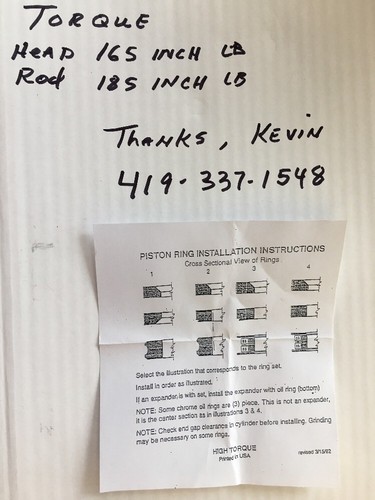 TORQUE
HEAD 165 INCH LB
Rod 185 INCH LB
THANKS, KEVIN
419-337-1548
PISTON RING INSTALLATION INSTRUCTIONS
Cross Sectional View of Rings
1 2 3 4
Select the illustration that corresponds to the ring set.
Install in order as illustrated.
If an expander is with set, install the expander with oil ring (bottom)
NOTE: Some chrome oil rings are (3) piece. This is not an expander,
it is the center section as in illustrations 3 & 4.
NOTE: Check end gap clearance in cylinder before installing. Grinding
may be necessary on some rings.
HIGH TORQUE
Printed in USA
revised 3/15/02